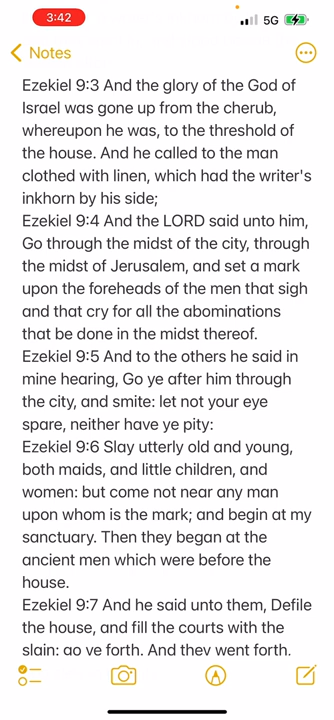 3:42
5G
Notes
Ezekiel 9:3 And the glory of the God of
Israel was gone up from the cherub,
whereupon he was, to the threshold of
the house. And he called to the man
clothed with linen, which had the writer's
inkhorn by his side;
Ezekiel 9:4 And the LORD said unto him,
Go through the midst of the city, through
the midst of Jerusalem, and set a mark
upon the foreheads of the men that sigh
and that cry for all the abominations
that be done in the midst thereof.
Ezekiel 9:5 And to the others he said in
mine hearing, Go ye after him through
the city, and smite: let not your eye
spare, neither have ye pity:
Ezekiel 9:6 Slay utterly old and young,
both maids, and little children, and
women: but come not near any man
upon whom is the mark; and begin at my
sanctuary. Then they began at the
ancient men which were before the
house.
Ezekiel 9:7 And he said unto them, Defile
the house, and fill the courts with the
slain: go ye forth. And they went forth,